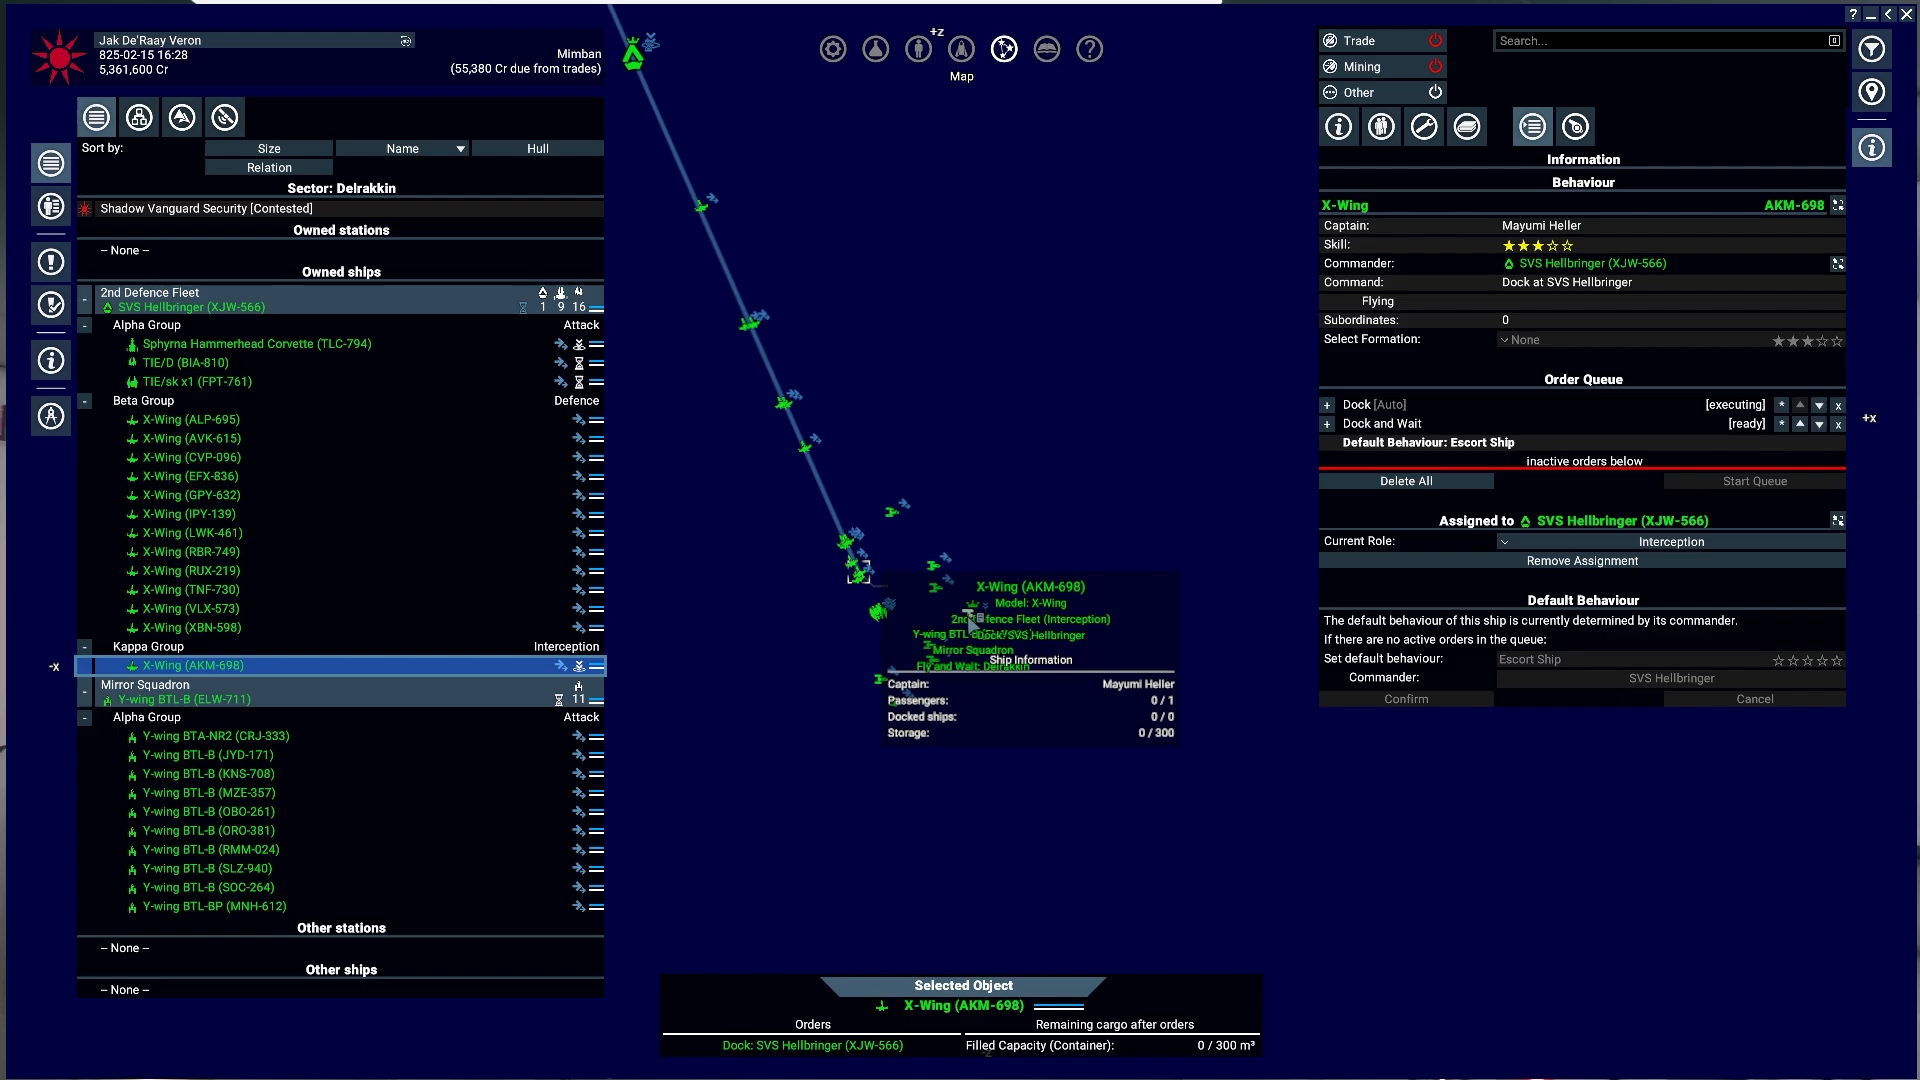 Jak De'Raay Veron
825-02-15 16:28
Mimban
5,361,600 Cr
(55,380 Cr due from trades)
Sort by:
Size
Name
Hull
Relation
Sector: Delrakkin
Shadow Vanguard Security [Contested]
Owned stations
-- None --
Owned ships
2nd Defence Fleet
SVS Hellbringer (XJW-566)
1 9 16
Alpha Group
Attack
Sphyrna Hammerhead Corvette (TLC-794)
TIE/D (BIA-810)
TIE/sk x1 (FPT-761)
Beta Group
Defence
X-Wing (ALP-695)
X-Wing (AVK-615)
X-Wing (CVP-096)
X-Wing (EFX-836)
X-Wing (GPY-632)
X-Wing (IPY-139)
X-Wing (LWK-461)
X-Wing (RBR-749)
X-Wing (RUX-219)
X-Wing (TNF-730)
X-Wing (VLX-573)
X-Wing (XBN-598)
Kappa Group
Interception
-x
X-Wing (AKM-698)
Mirror Squadron
Y-wing BTL-B (ELW-711)
11
Alpha Group
Attack
Y-wing BTA-NR2 (CRJ-333)
Y-wing BTL-B (JYD-171)
Y-wing BTL-B (KNS-708)
Y-wing BTL-B (MZE-357)
Y-wing BTL-B (OBO-261)
Y-wing BTL-B (ORO-381)
Y-wing BTL-B (RMM-024)
Y-wing BTL-B (SLZ-940)
Y-wing BTL-B (SOC-264)
Y-wing BTL-BP (MNH-612)
Other stations
-- None --
Other ships
-- None --
+z
Map
X-Wing (AKM-698)
Model: X-Wing
2nd Defence Fleet (Interception)
Y-wing BTL
Dock: SVS Hellbringer
Mirror Squadron
Ship Information
Fly and Wait: Delrakkin
Captain:
Mayumi Heller
Passengers:
0 / 1
Docked ships:
0 / 0
Storage:
0 / 300
Selected Object
X-Wing (AKM-698)
Orders
Remaining cargo after orders
Dock: SVS Hellbringer (XJW-566)
Filled Capacity (Container):
0 / 300 m³
-z
Trade
Mining
Other
Search...
Information
Behaviour
X-Wing
AKM-698
Captain:
Mayumi Heller
Skill:
Commander:
SVS Hellbringer (XJW-566)
Command:
Dock at SVS Hellbringer
Flying
Subordinates:
0
Select Formation:
None
Order Queue
+ Dock [Auto]
[executing]
* x
+ Dock and Wait
[ready]
* x
+x
Default Behaviour: Escort Ship
inactive orders below
Delete All
Start Queue
Assigned to SVS Hellbringer (XJW-566)
Current Role:
Interception
Remove Assignment
Default Behaviour
The default behaviour of this ship is currently determined by its commander.
If there are no active orders in the queue:
Set default behaviour:
Escort Ship
Commander:
SVS Hellbringer
Confirm
Cancel